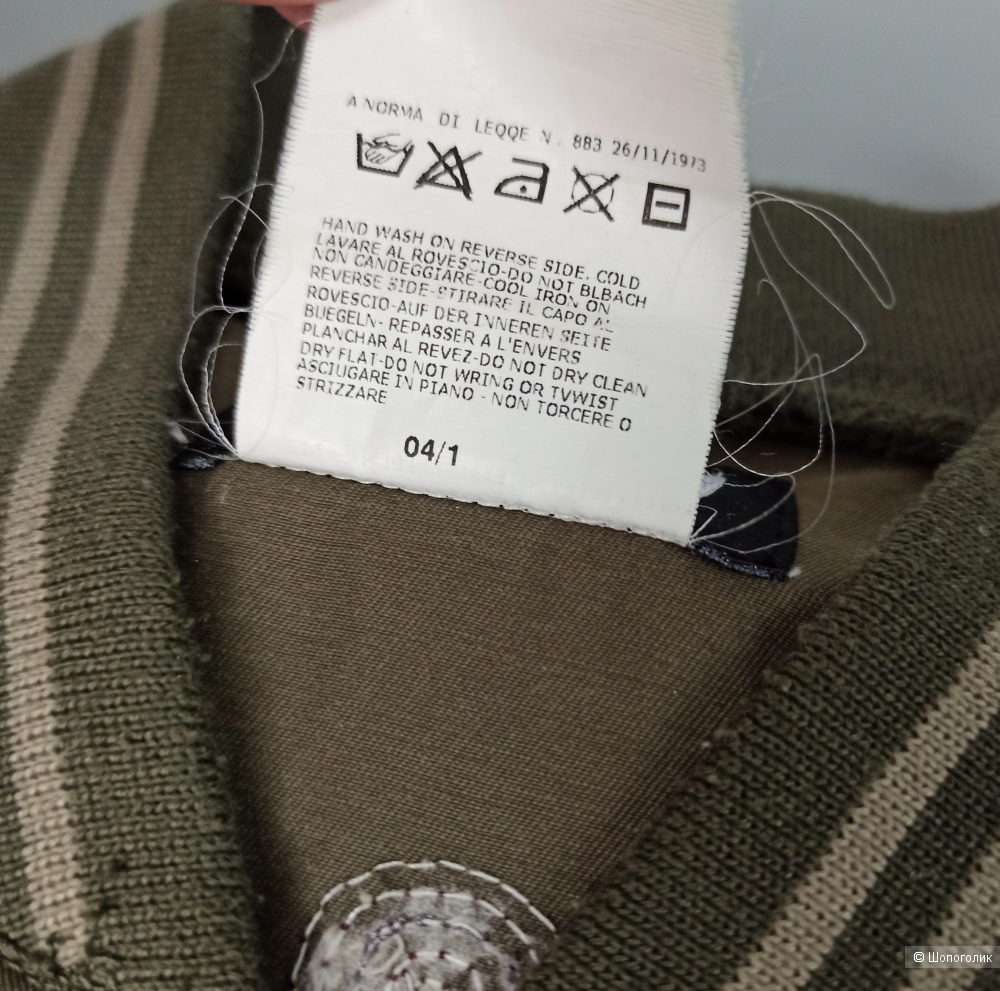 A NORMA DI LEQQE N. 883 26/11/1973
HAND WASH ON REVERSE SIDE. COLD
LAVARE AL ROVESCIO-DO NOT BLBACH
NON CANDEGGIARE-COOL IRON ON
REVERSE SIDE-STIRARE IL CAPO AL
ROVESCIO-AUF DER INNEREN SEITE
BUEGELN- REPASSER A L'ENVERS
PLANCHAR AL REVEZ-DO NOT DRY CLEAN
DRY FLAT-DO NOT WRING OR TVWIST
ASCIUGARE IN PIANO - NON TORCERE O
STRIZZARE
04/1
© Шопоголик